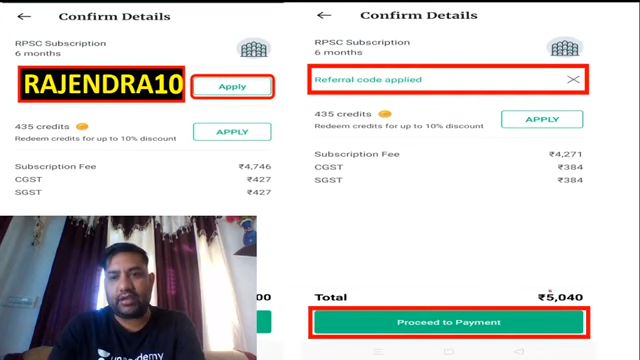 Confirm Details
RPSC Subscription
6 months
RAJENDRA10
Apply
435 credits
Redeem credits for up to 10% discount
APPLY
Subscription Fee ₹4,746
CGST ₹427
SGST ₹427
00
unacademy
Confirm Details
RPSC Subscription
6 months
Referral code applied
435 credits
Redeem credits for up to 10% discount
APPLY
Subscription Fee ₹4,271
CGST ₹384
SGST ₹384
Total ₹5,040
Proceed to Payment